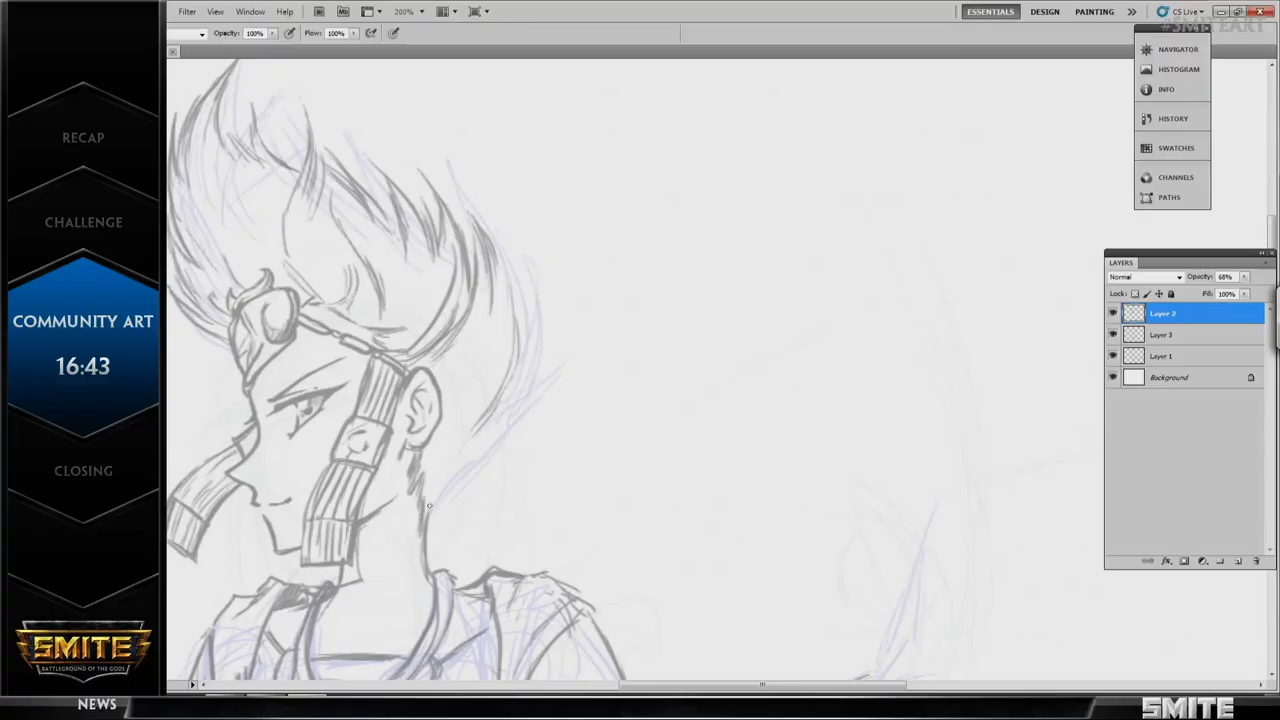 Filter View Window Help 200% ESSENTIALS DESIGN PAINTING CS Live
#SMITEART
Opacity: 100% Flow: 100%
NAVIGATOR
HISTOGRAM
INFO
HISTORY
SWATCHES
CHANNELS
PATHS
RECAP
CHALLENGE
COMMUNITY ART
16:43
CLOSING
LAYERS
Normal Opacity: 68%
Lock: Fill: 100%
Layer 2
Layer 3
Layer 1
Background
SMITE
BATTLEGROUND OF THE GODS
NEWS
SMITE